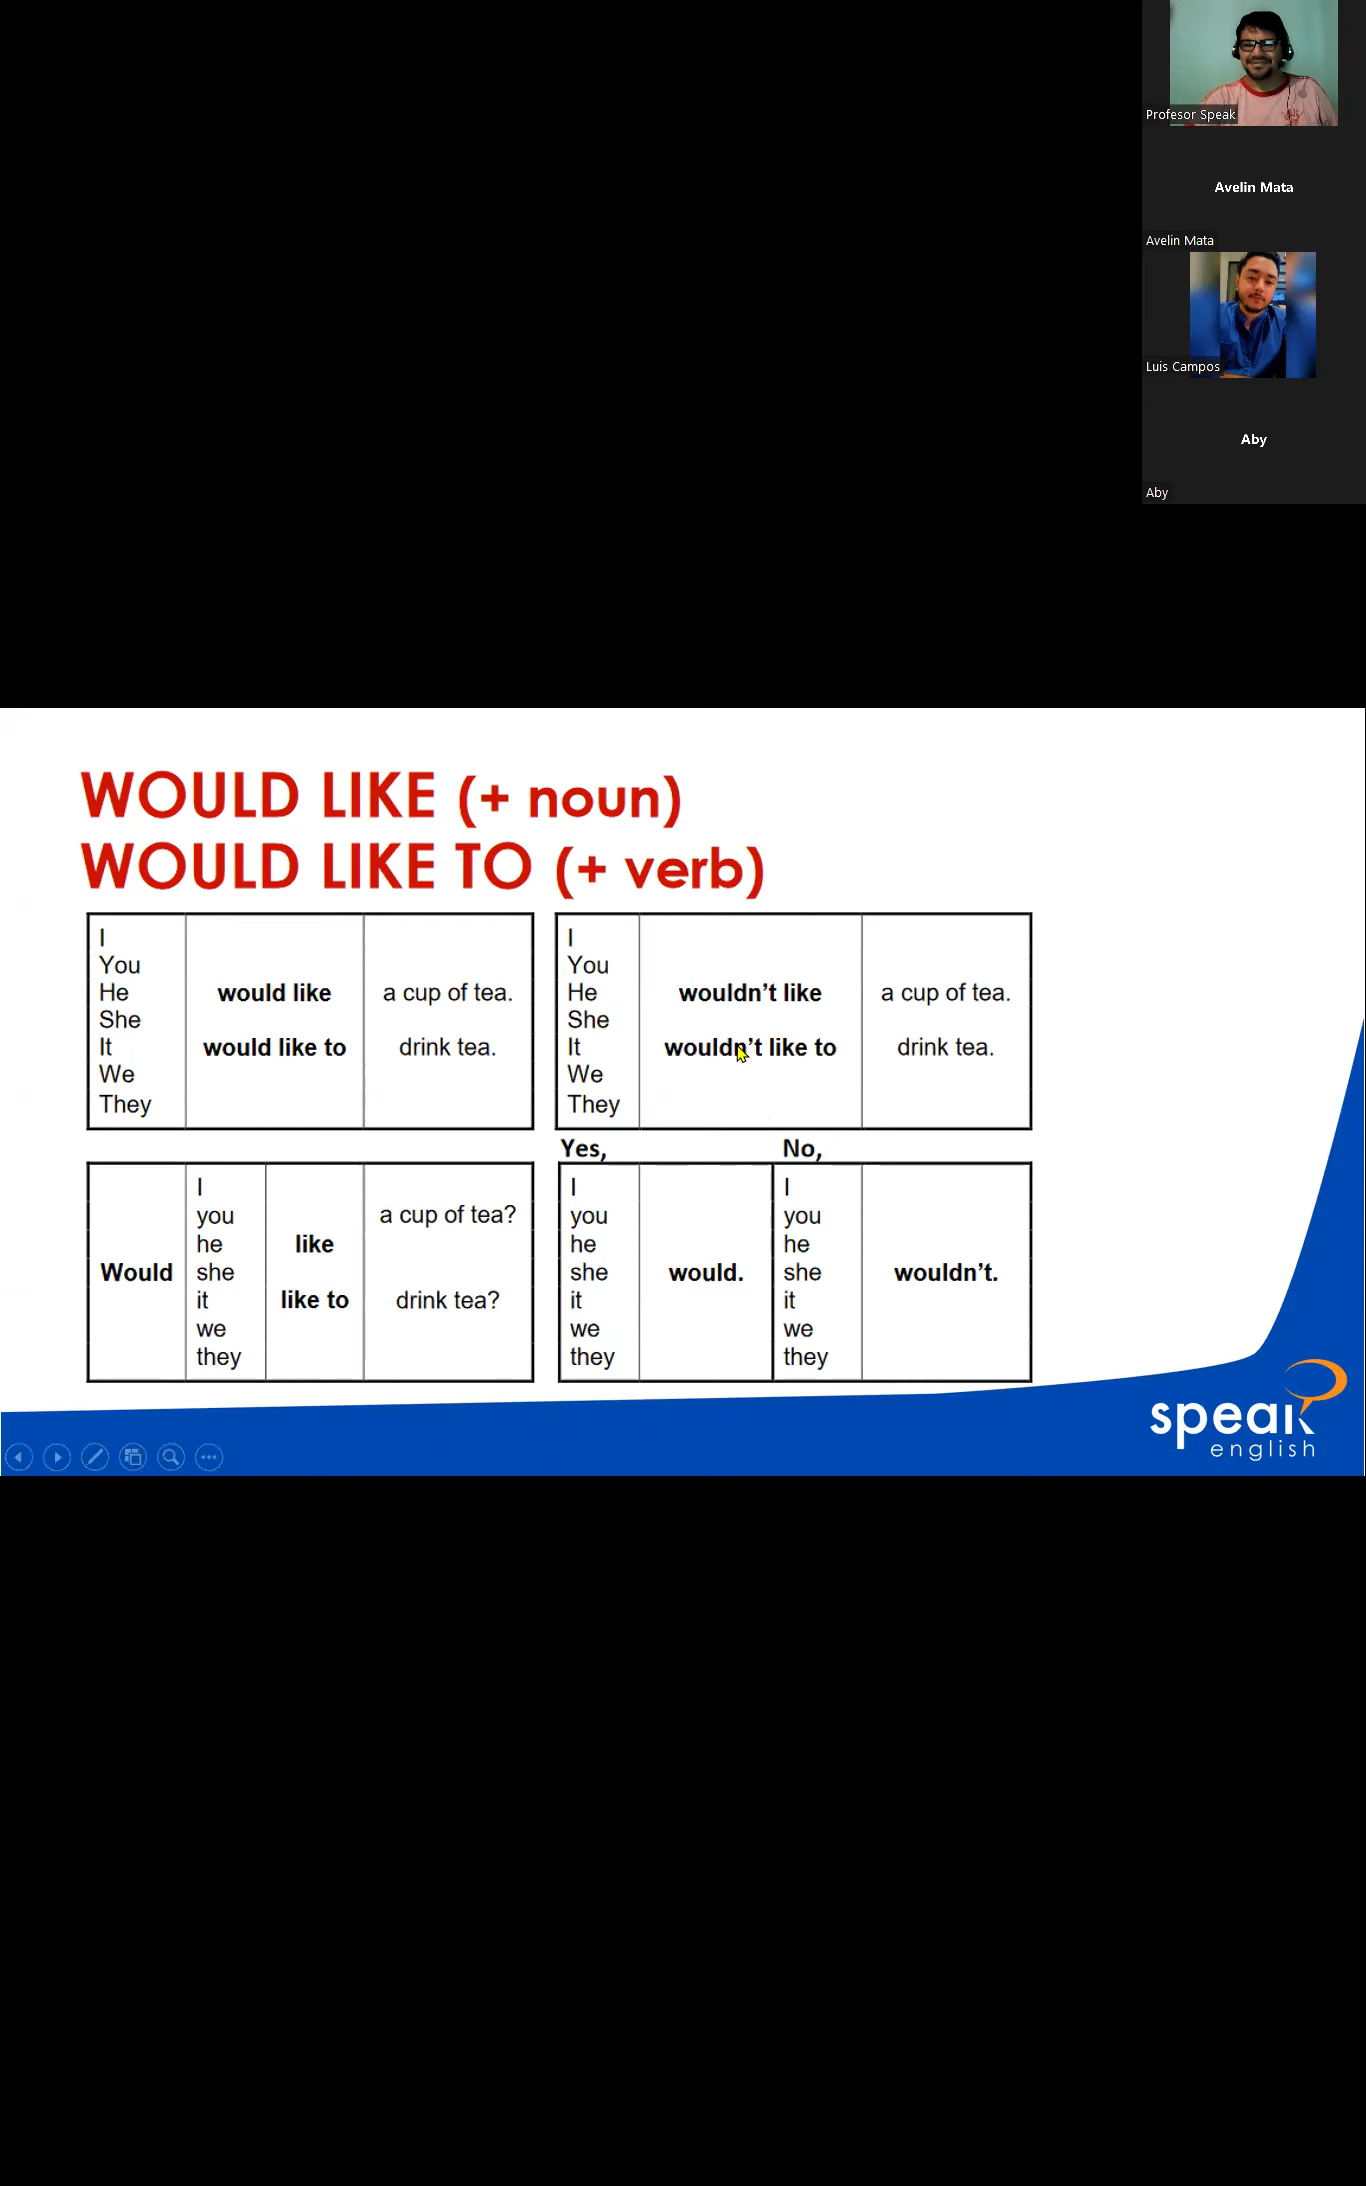 Profesor Speak
Avelin Mata
Avelin Mata
Luis Campos
Aby
Aby
WOULD LIKE (+ noun)
WOULD LIKE TO (+ verb)
I
You
He
She
It
We
They
would like
would like to
a cup of tea.
drink tea.
I
You
He
She
It
We
They
wouldn't like
wouldn't like to
a cup of tea.
drink tea.
Would
I
you
he
she
it
we
they
like
like to
a cup of tea?
drink tea?
Yes,
I
you
he
she
it
we
they
would.
No,
I
you
he
she
it
we
they
wouldn't.
speak
english